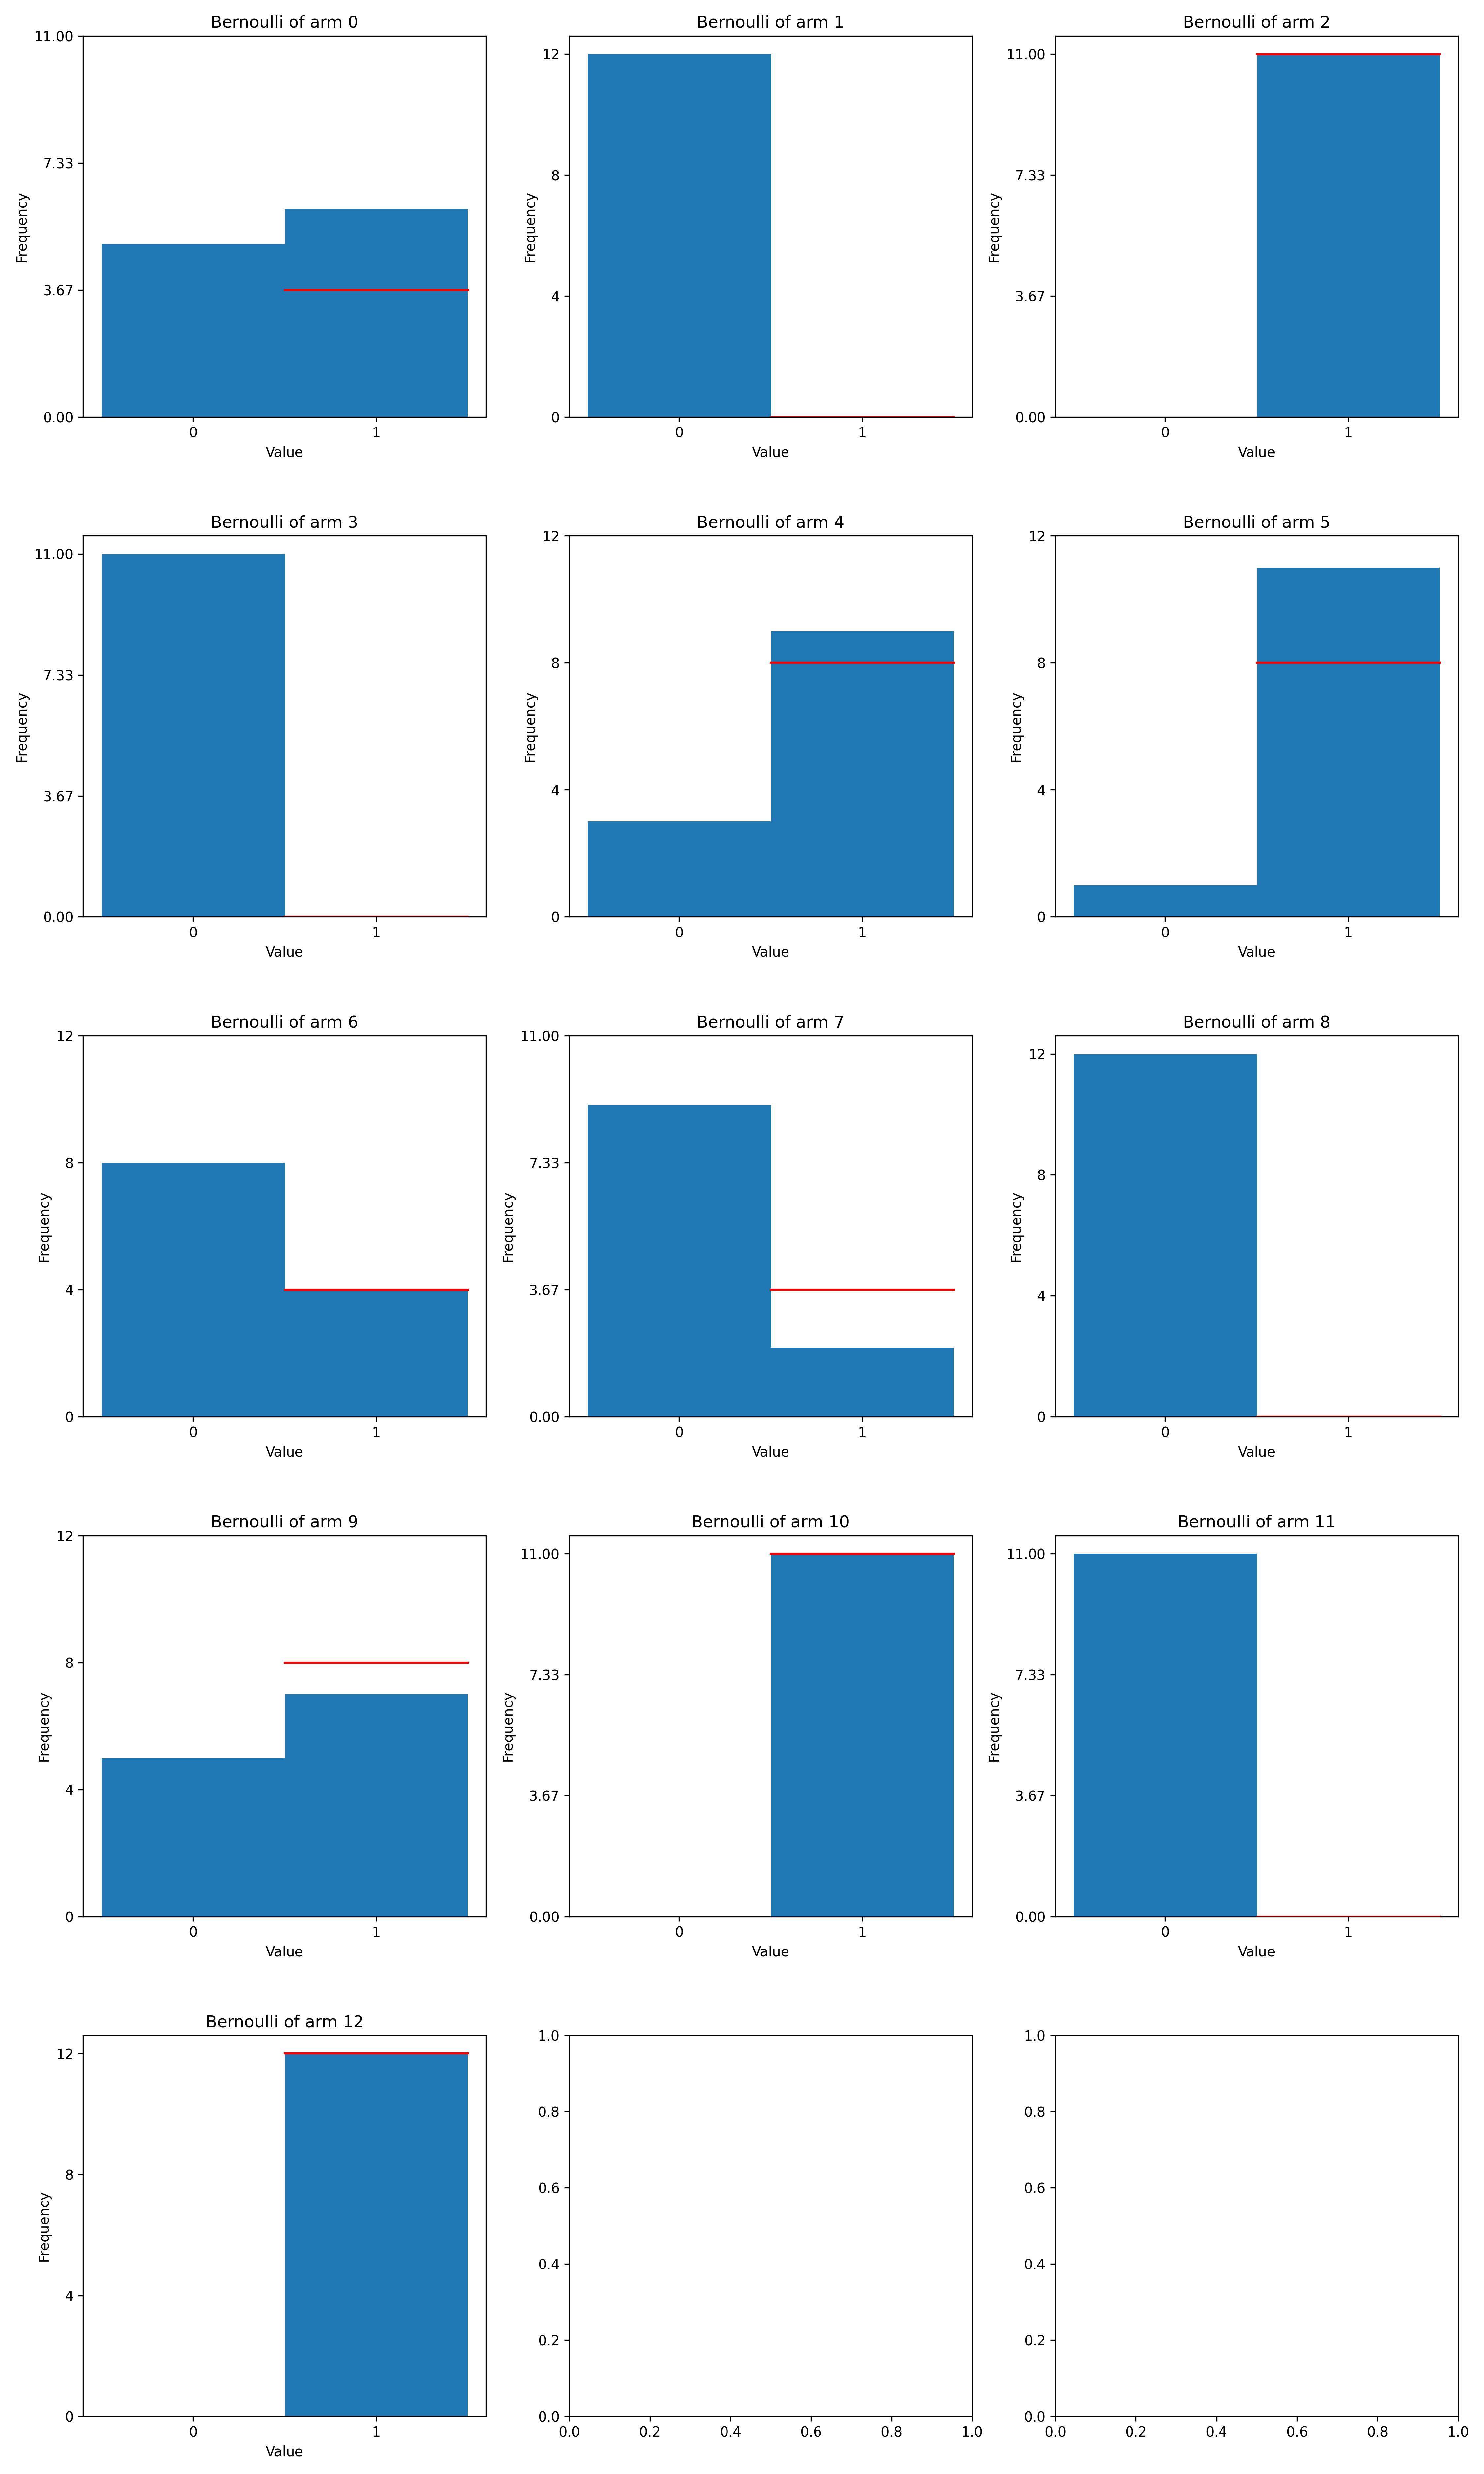 Bernoulli of arm 0
11.00
7.33
3.67
0.00
Frequency
0 1
Value
Bernoulli of arm 1
12
8
4
0
Frequency
0 1
Value
Bernoulli of arm 2
11.00
7.33
3.67
0.00
Frequency
0 1
Value
Bernoulli of arm 3
11.00
7.33
3.67
0.00
Frequency
0 1
Value
Bernoulli of arm 4
12
8
4
0
Frequency
0 1
Value
Bernoulli of arm 5
12
8
4
0
Frequency
0 1
Value
Bernoulli of arm 6
12
8
4
0
Frequency
0 1
Value
Bernoulli of arm 7
11.00
7.33
3.67
0.00
Frequency
0 1
Value
Bernoulli of arm 8
12
8
4
0
Frequency
0 1
Value
Bernoulli of arm 9
12
8
4
0
Frequency
0 1
Value
Bernoulli of arm 10
11.00
7.33
3.67
0.00
Frequency
0 1
Value
Bernoulli of arm 11
11.00
7.33
3.67
0.00
Frequency
0 1
Value
Bernoulli of arm 12
12
8
4
0
Frequency
0 1
Value
1.0
0.8
0.6
0.4
0.2
0.0
0.0 0.2 0.4 0.6 0.8 1.0
1.0
0.8
0.6
0.4
0.2
0.0
0.0 0.2 0.4 0.6 0.8 1.0